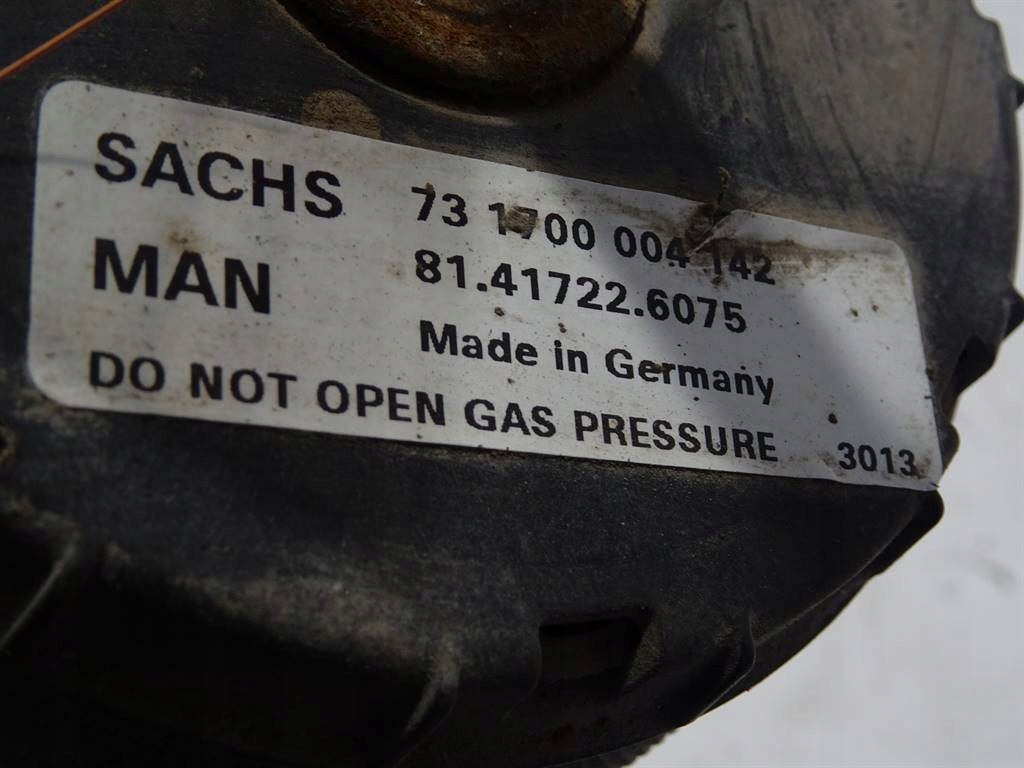 SACHS 73 1700 004 142
MAN 81.41722.6075
Made in Germany
DO NOT OPEN GAS PRESSURE 3013